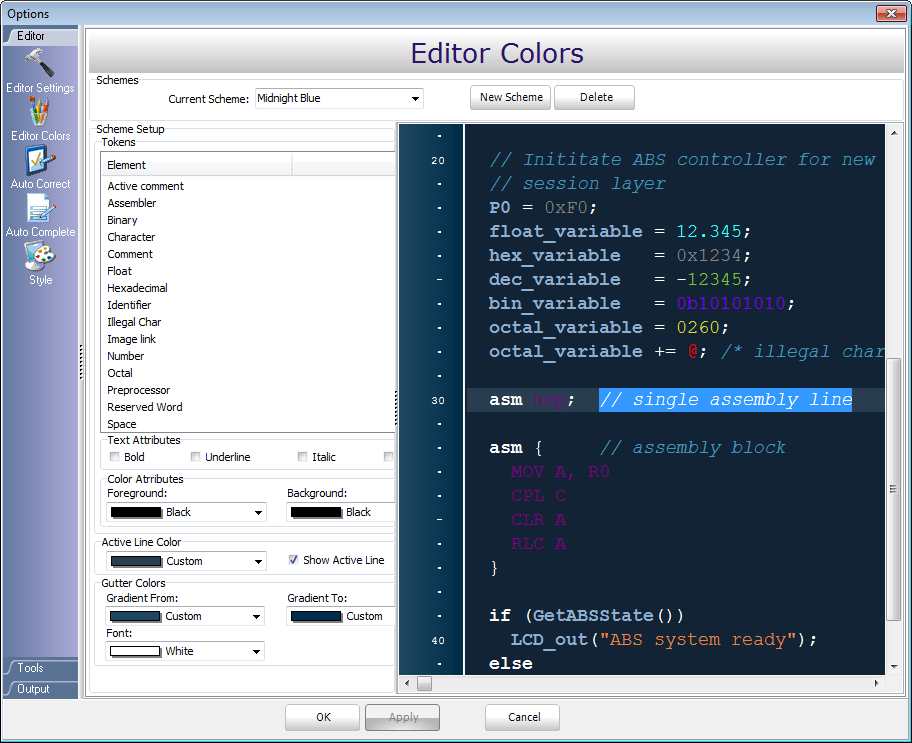 Options
Editor
Editor Settings
Editor Colors
Auto Correct
Auto Complete
Style
Tools
Output
Editor Colors
Schemes
Current Scheme: Midnight Blue
New Scheme
Delete
Scheme Setup
Tokens
Element
Active comment
Assembler
Binary
Character
Comment
Float
Hexadecimal
Identifier
Illegal Char
Image link
Number
Octal
Preprocessor
Reserved Word
Space
Text Attributes
Bold Underline Italic
Color Attributes
Foreground: Background:
Black Black
Active Line Color
Custom Show Active Line
Gutter Colors
Gradient From: Gradient To:
Custom Custom
Font:
White
20 // Inititate ABS controller for new
// session layer
P0 = 0xF0;
float_variable = 12.345;
hex_variable = 0x1234;
dec_variable = -12345;
bin_variable = 0b10101010;
octal_variable = 0260;
octal_variable += @; /* illegal char
30 asm nop; // single assembly line
asm { // assembly block
MOV A, R0
CPL C
CLR A
RLC A
}
if (GetABSState())
40 LCD_out("ABS system ready");
else
OK
Apply
Cancel